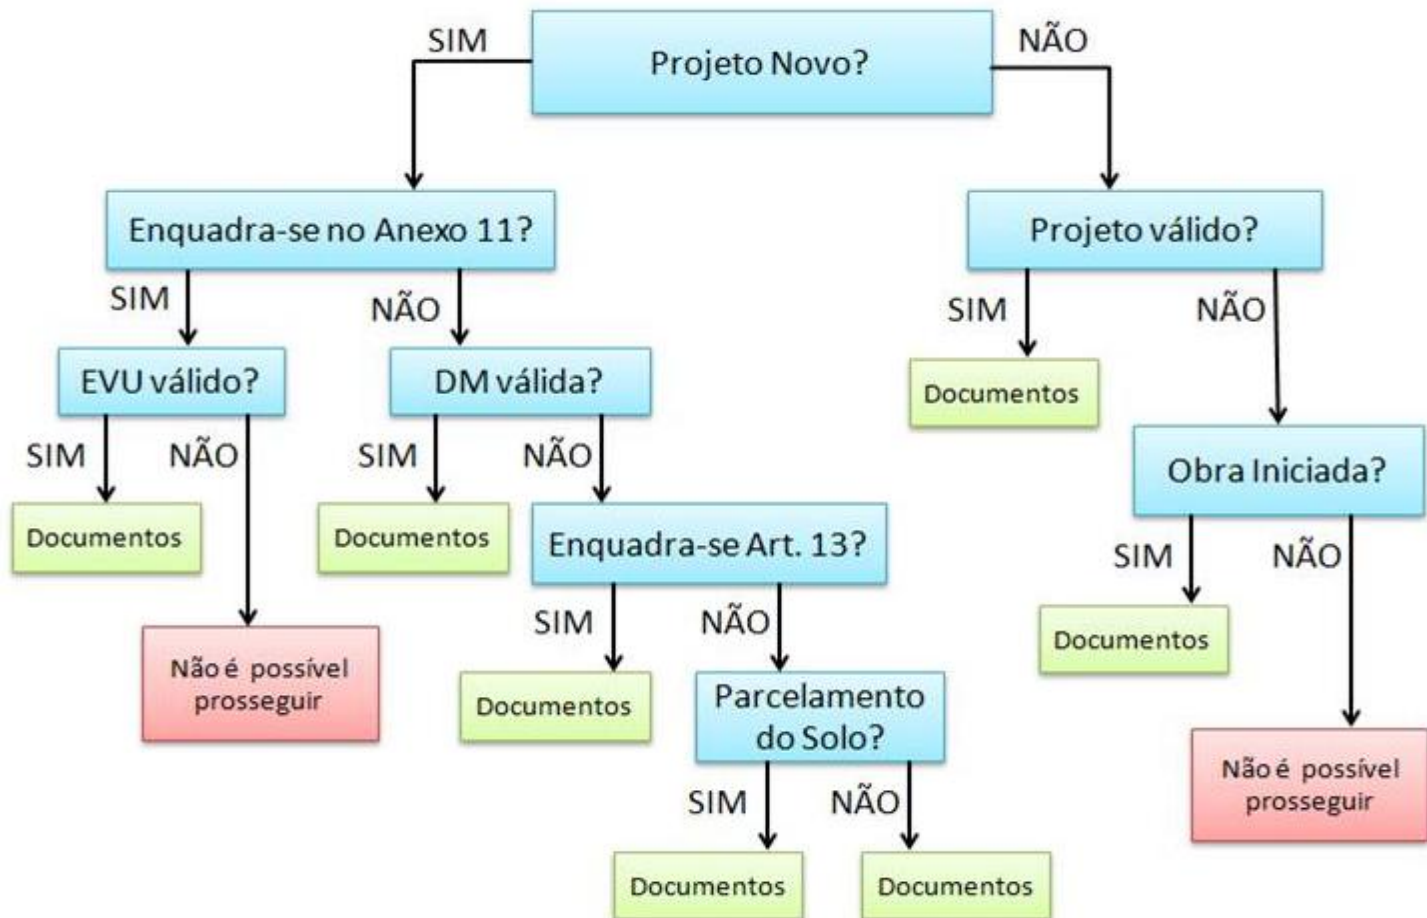 Projeto Novo?
SIM
NÃO
Enquadra-se no Anexo 11?
Projeto válido?
SIM
NÃO
SIM
NÃO
EVU válido?
DM válida?
Documentos
SIM
NÃO
SIM
NÃO
Obra Iniciada?
Documentos
Documentos
Enquadra-se Art. 13?
SIM
NÃO
SIM
NÃO
Documentos
Não é possível
prosseguir
Documentos
Parcelamento
do Solo?
Não é possível
prosseguir
SIM
NÃO
Documentos
Documentos